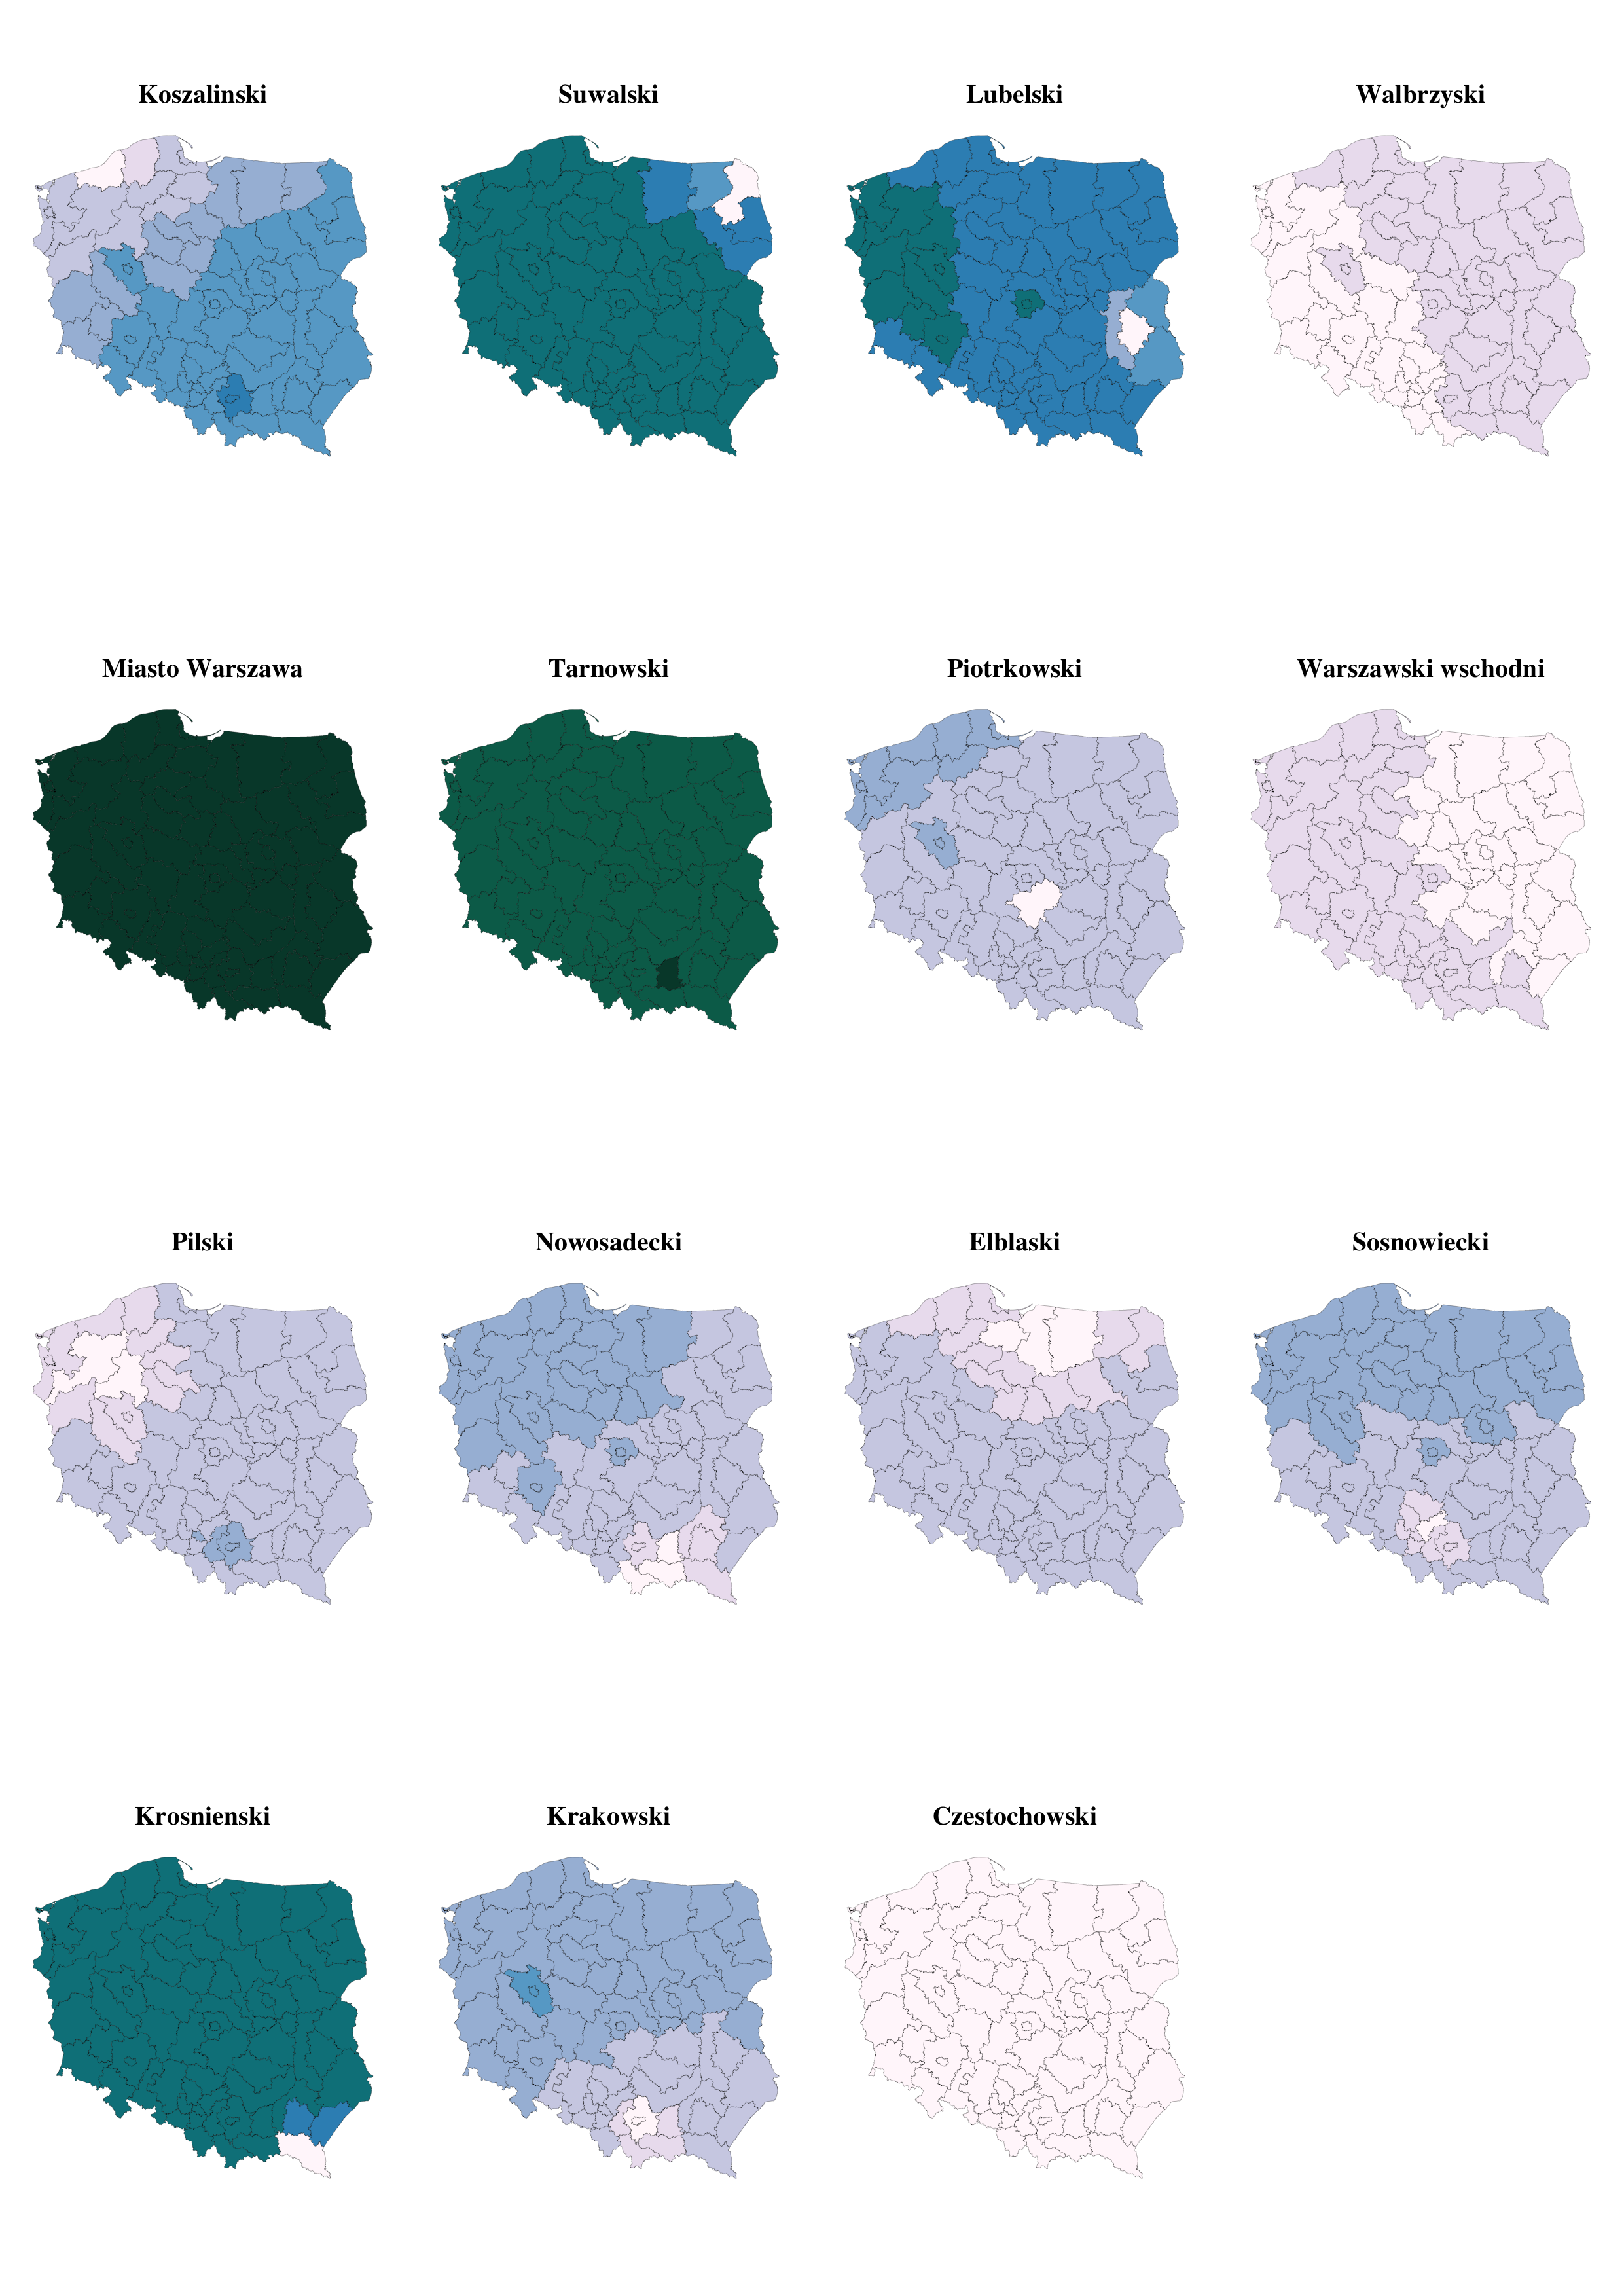 Koszalinski
Suwalski
Lubelski
Walbrzyski
Miasto Warszawa
Tarnowski
Piotrkowski
Warszawski wschodni
Pilski
Nowosadecki
Elblaski
Sosnowiecki
Krosnienski
Krakowski
Czestochowski